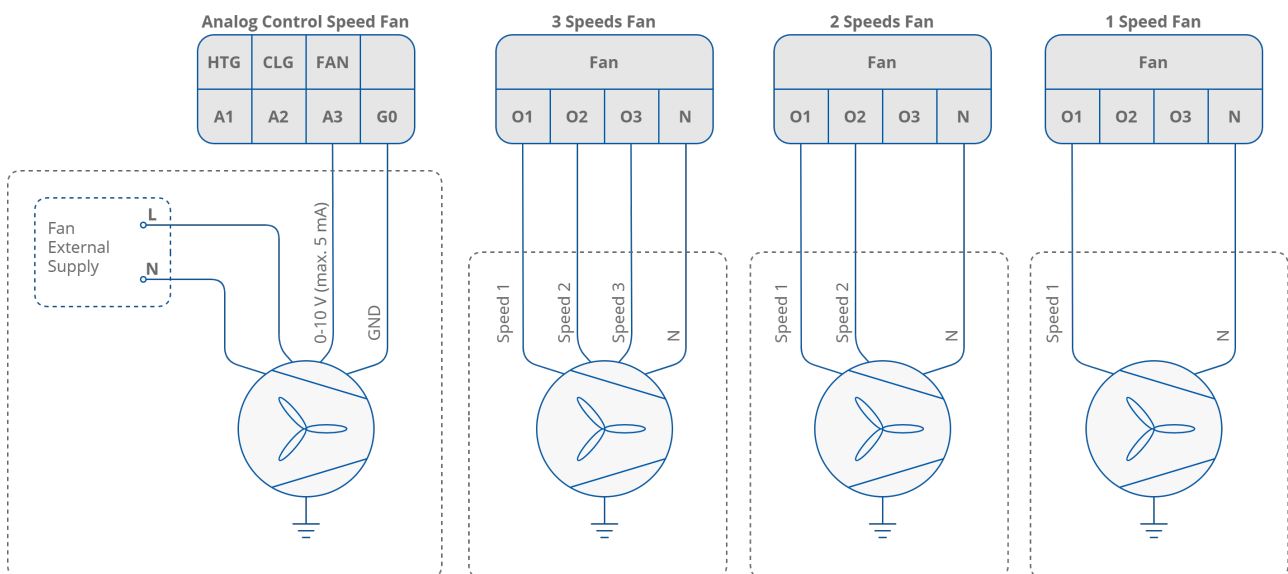 Analog Control Speed Fan
HTG CLG FAN
A1 A2 A3 G0
Fan
External
Supply
L
N
0-10 V (max. 5 mA)
GND
3 Speeds Fan
Fan
O1 O2 O3 N
Speed 1
Speed 2
Speed 3
N
2 Speeds Fan
Fan
O1 O2 O3 N
Speed 1
Speed 2
N
1 Speed Fan
Fan
O1 O2 O3 N
Speed 1
N